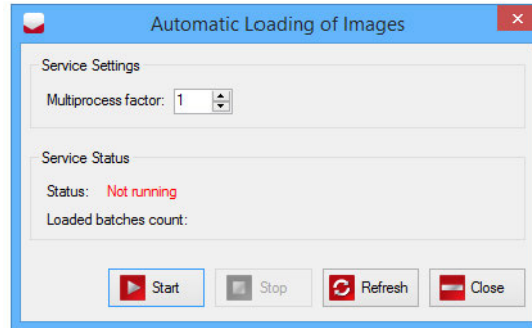 Automatic Loading of Images
Service Settings
Multiprocess factor: 1
Service Status
Status: Not running
Loaded batches count:
Start Stop Refresh Close